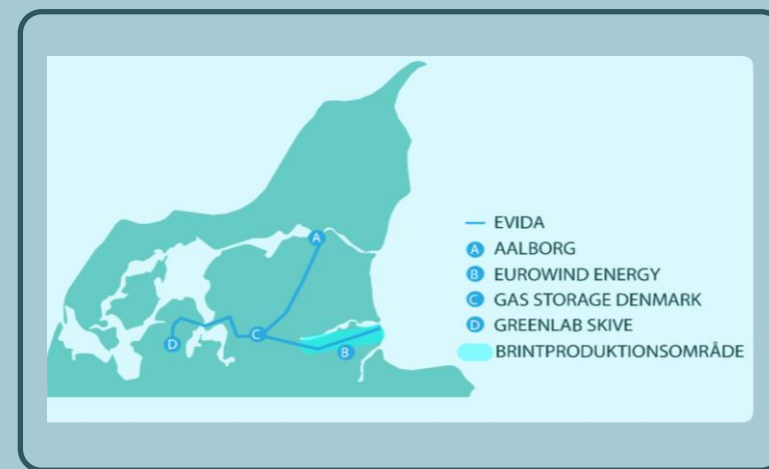 A
C
D
B
EVIDA
A AALBORG
B EUROWIND ENERGY
C GAS STORAGE DENMARK
D GREENLAB SKIVE
BRINTPRODUKTIONSOMRÅDE